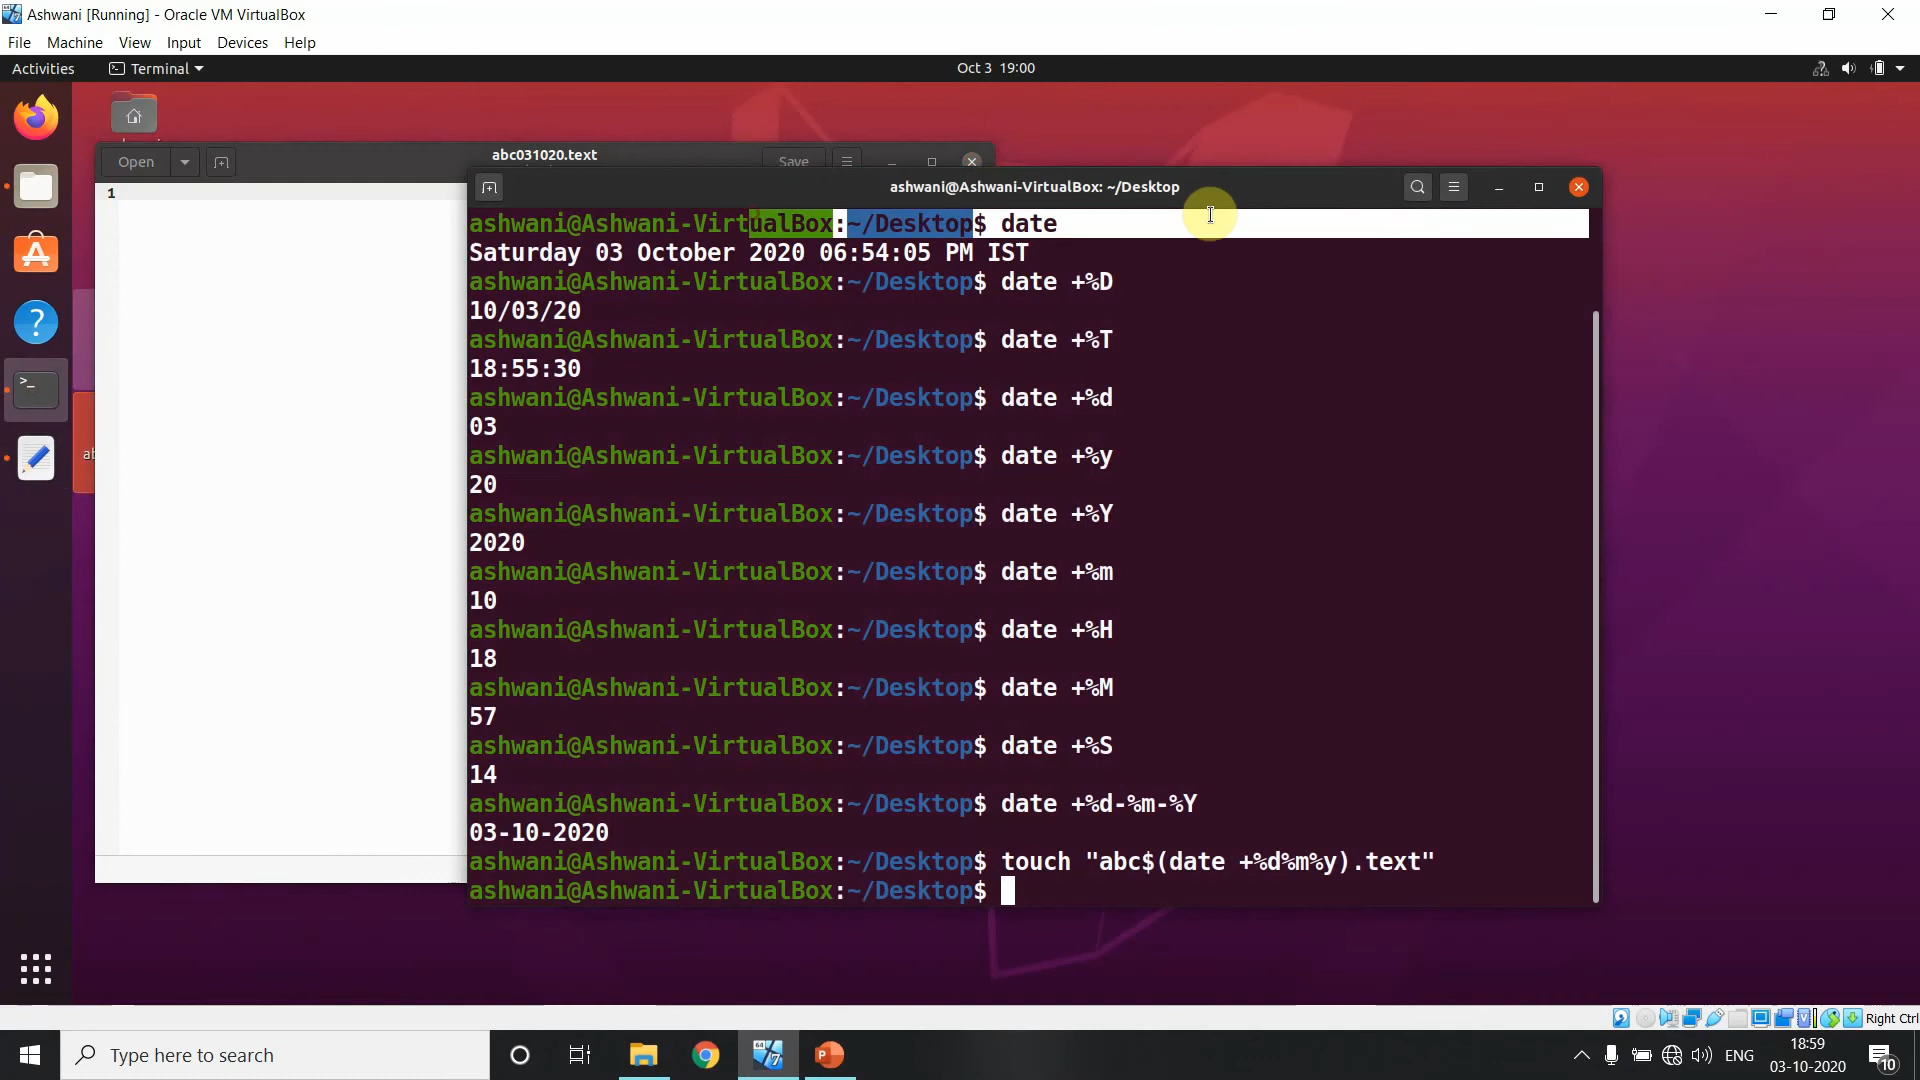 Ashwani [Running] - Oracle VM VirtualBox
File Machine View Input Devices Help
Activities Terminal Oct 3 19:00
Open abc031020.text Save
1
ashwani@Ashwani-VirtualBox: ~/Desktop
ashwani@Ashwani-VirtualBox:~/Desktop$ date
Saturday 03 October 2020 06:54:05 PM IST
ashwani@Ashwani-VirtualBox:~/Desktop$ date +%D
10/03/20
ashwani@Ashwani-VirtualBox:~/Desktop$ date +%T
18:55:30
ashwani@Ashwani-VirtualBox:~/Desktop$ date +%d
03
ashwani@Ashwani-VirtualBox:~/Desktop$ date +%y
20
ashwani@Ashwani-VirtualBox:~/Desktop$ date +%Y
2020
ashwani@Ashwani-VirtualBox:~/Desktop$ date +%m
10
ashwani@Ashwani-VirtualBox:~/Desktop$ date +%H
18
ashwani@Ashwani-VirtualBox:~/Desktop$ date +%M
57
ashwani@Ashwani-VirtualBox:~/Desktop$ date +%S
14
ashwani@Ashwani-VirtualBox:~/Desktop$ date +%d-%m-%Y
03-10-2020
ashwani@Ashwani-VirtualBox:~/Desktop$ touch "abc$(date +%d%m%y).text"
ashwani@Ashwani-VirtualBox:~/Desktop$
ab
Right Ctrl
Type here to search
ENG
18:59
03-10-2020
10